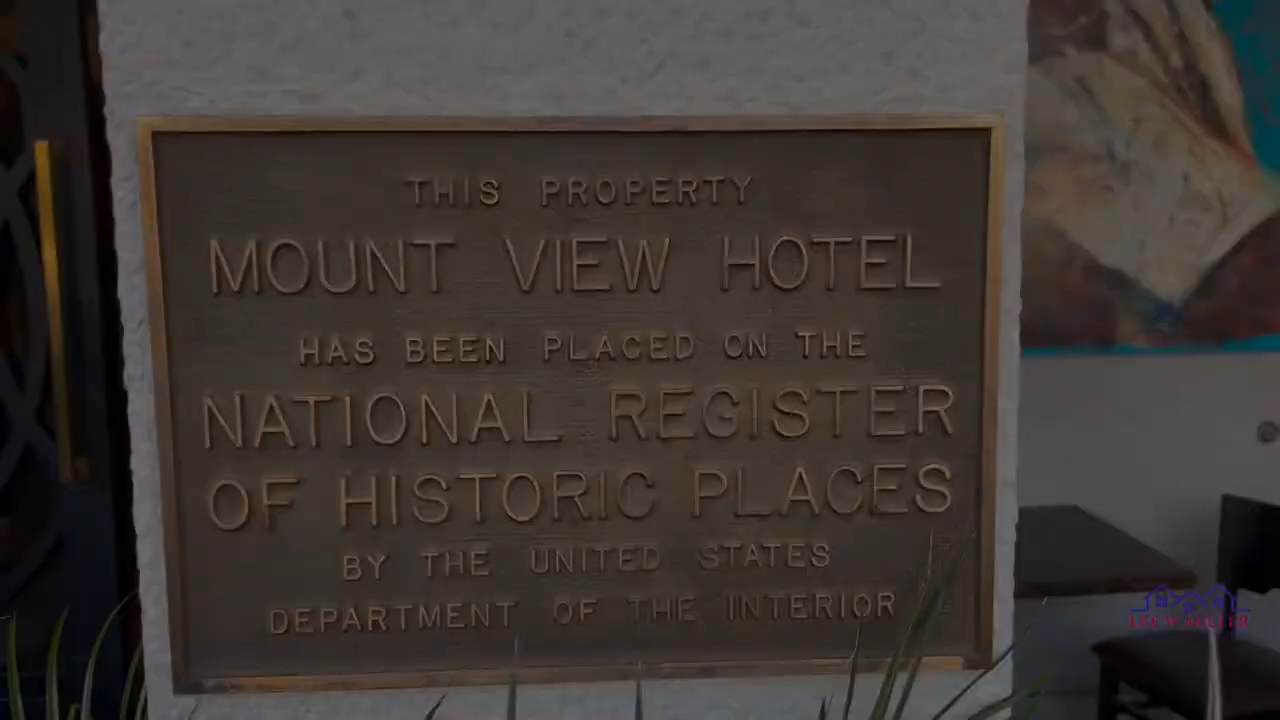 THIS PROPERTY
MOUNT VIEW HOTEL
HAS BEEN PLACED ON THE
NATIONAL REGISTER
OF HISTORIC PLACES
BY THE UNITED STATES
DEPARTMENT OF THE INTERIOR